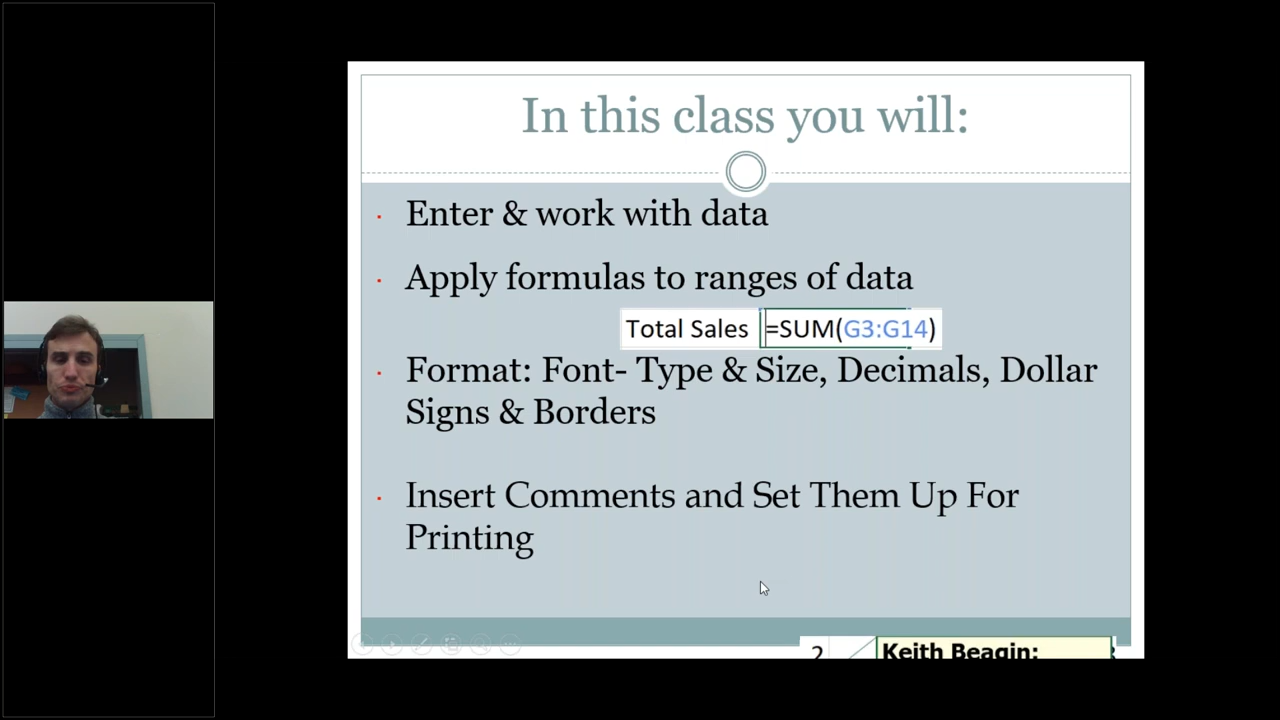 In this class you will:
· Enter & work with data
· Apply formulas to ranges of data
Total Sales =SUM(G3:G14)
· Format: Font- Type & Size, Decimals, Dollar
Signs & Borders
· Insert Comments and Set Them Up For
Printing
2 Keith Beagin: